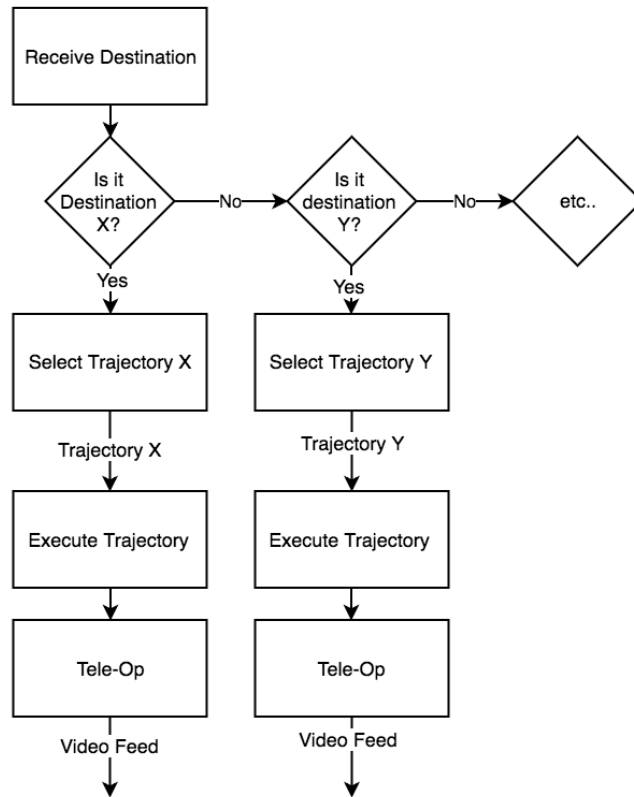 Receive Destination
Is it
Destination
X?
No
Is it
destination
Y?
No
etc..
Yes
Yes
Select Trajectory X
Select Trajectory Y
Trajectory X
Trajectory Y
Execute Trajectory
Execute Trajectory
Tele-Op
Tele-Op
Video Feed
Video Feed